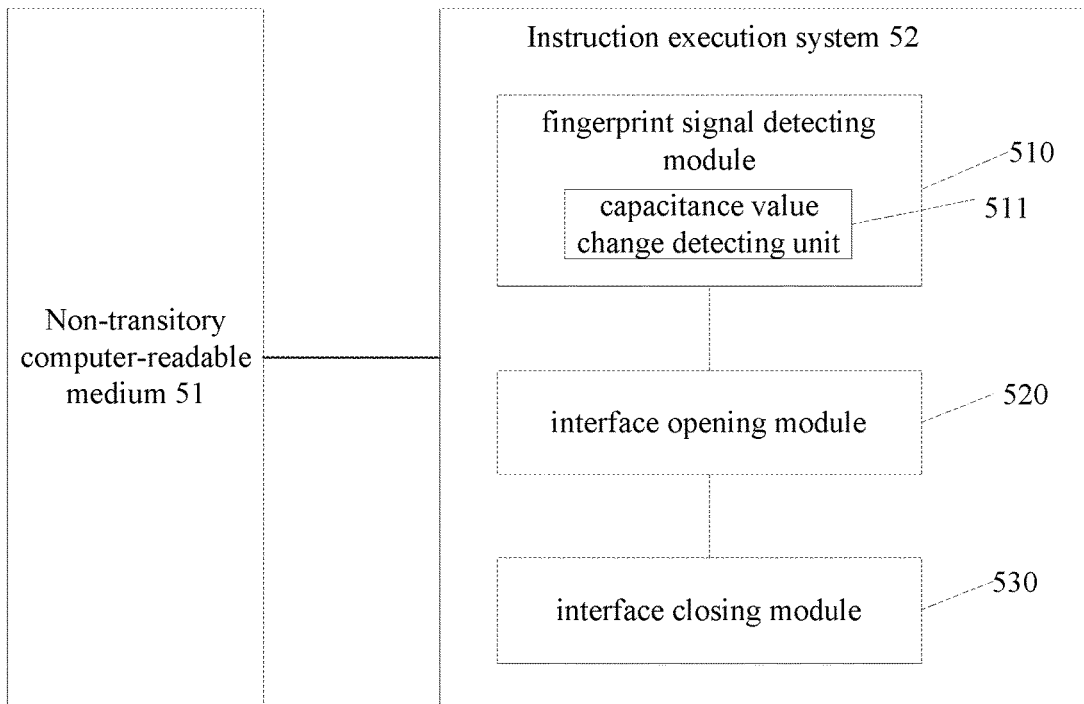 Instruction execution system 52
fingerprint signal detecting
module
510
capacitance value
change detecting unit
511
Non-transitory
computer-readable
medium 51
interface opening module
520
interface closing module
530